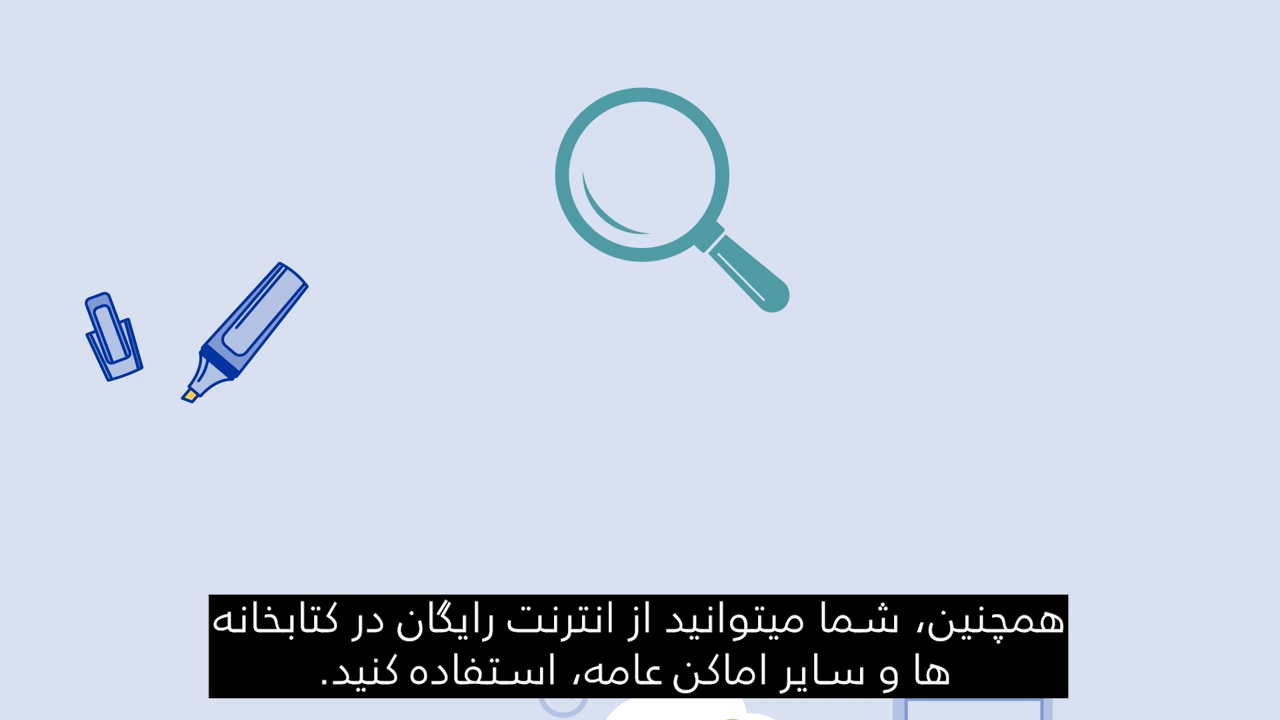 همچنین، شما میتوانید از انترنت رایگان در کتابخانه
ها و سایر اماکن عامه، استفاده کنید.